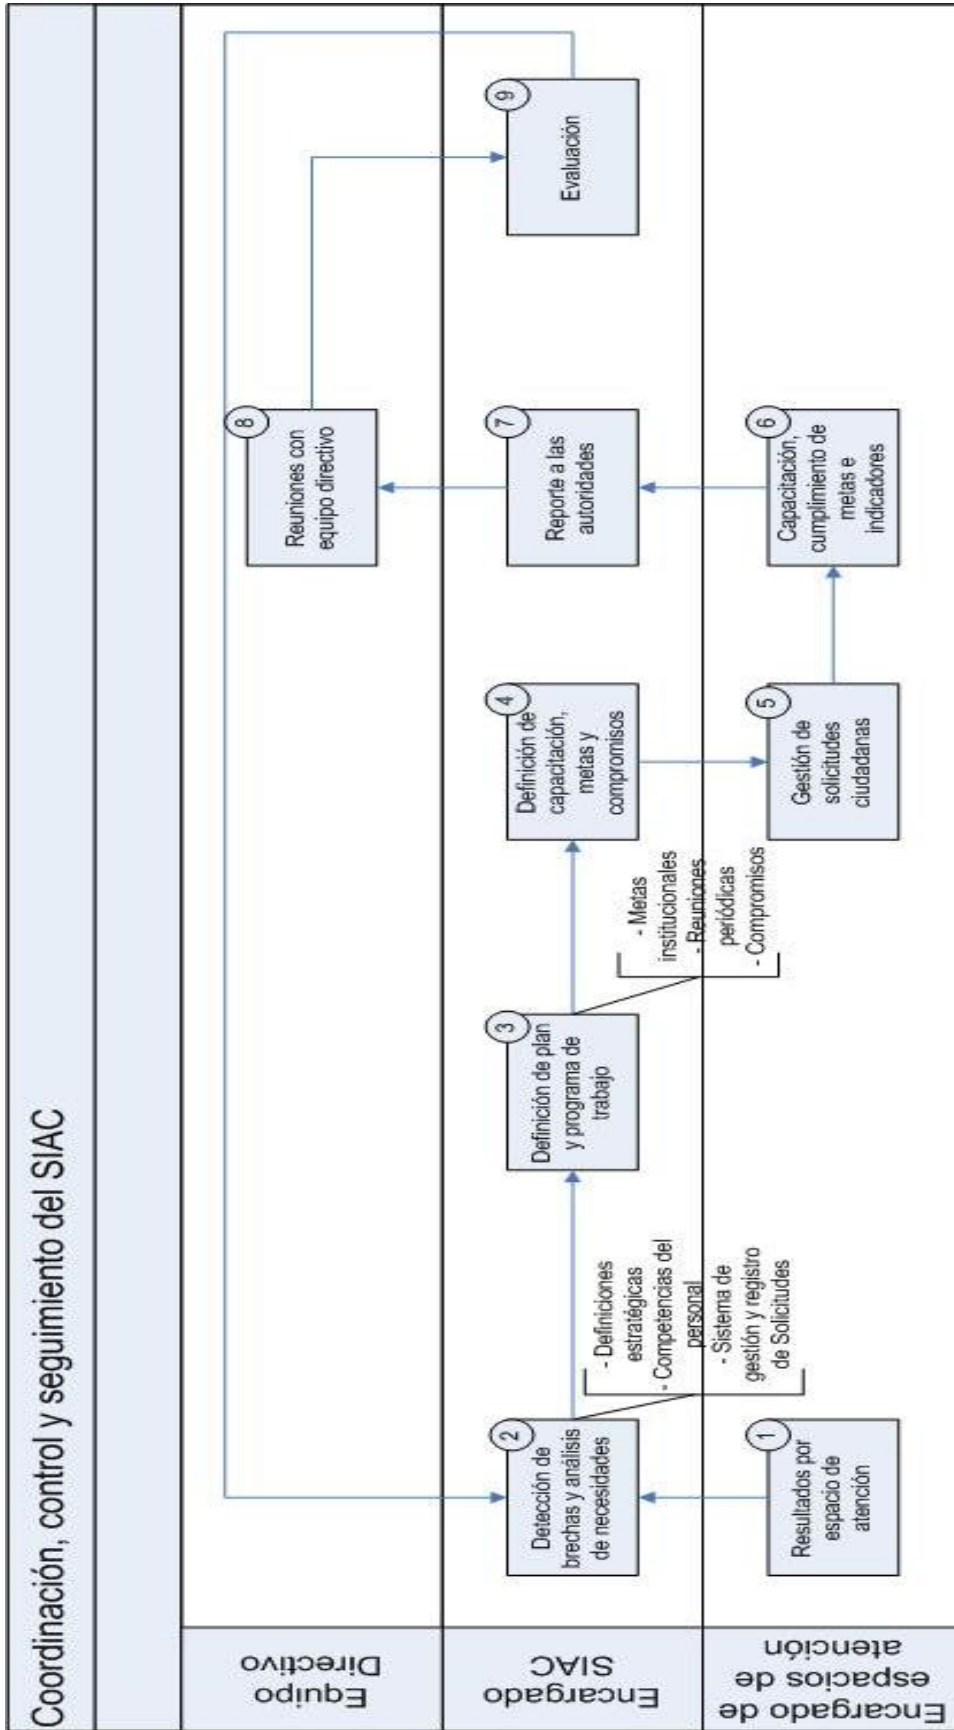 Coordinación, control y seguimiento del SIAC
Equipo
Directivo
8
Reuniones con
equipo directivo
Encargado
SIAC
2
Detección de
brechas y análisis
de necesidades
- Definiciones
estratégicas
- Competencias del
personal
- Sistema de
gestión y registro
de Solicitudes
3
Definición de plan
y programa de
trabajo
- Metas
institucionales
- Reuniones
periódicas
- Compromisos
4
Definición de
capacitación,
metas y
compromisos
7
Reporte a las
autoridades
9
Evaluación
Encargado de
espacios de
atención
1
Resultados por
espacio de
atención
5
Gestión de
solicitudes
ciudadanas
6
Capacitación,
cumplimiento de
metas e
indicadores